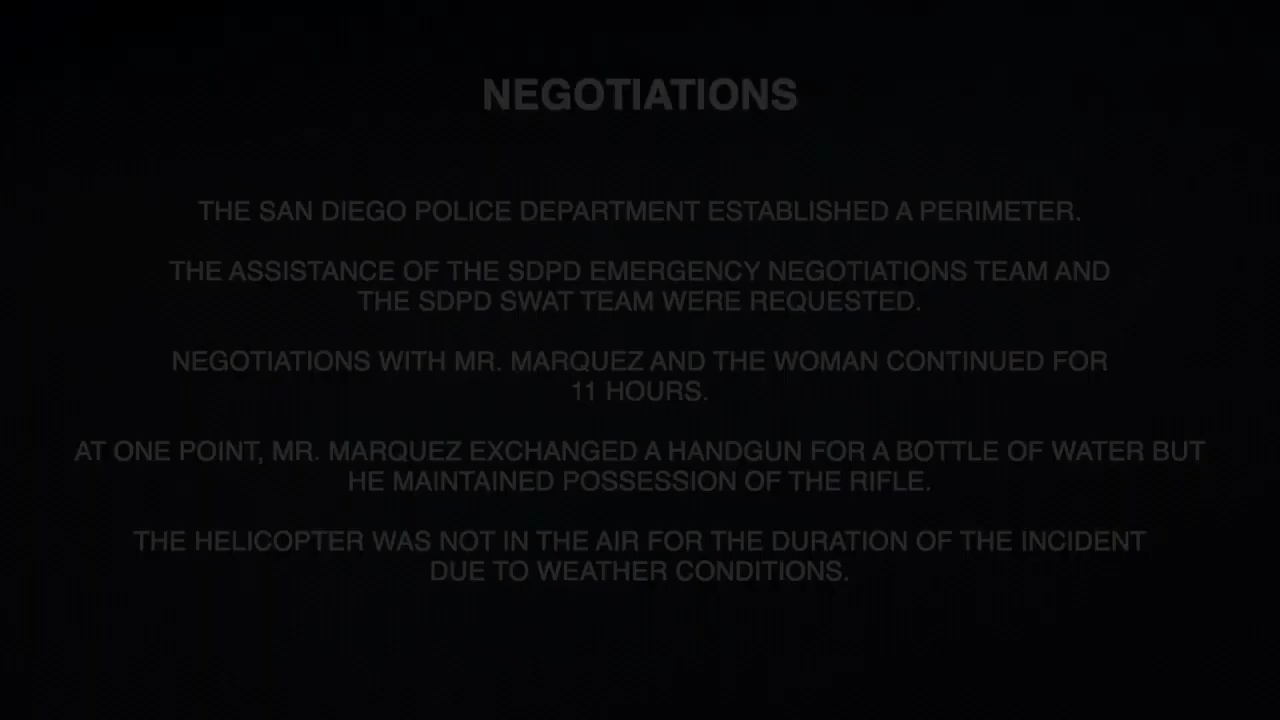 NEGOTIATIONS
THE SAN DIEGO POLICE DEPARTMENT ESTABLISHED A PERIMETER.
THE ASSISTANCE OF THE SDPD EMERGENCY NEGOTIATIONS TEAM AND
THE SDPD SWAT TEAM WERE REQUESTED.
NEGOTIATIONS WITH MR. MARQUEZ AND THE WOMAN CONTINUED FOR
11 HOURS.
AT ONE POINT, MR. MARQUEZ EXCHANGED A HANDGUN FOR A BOTTLE OF WATER BUT
HE MAINTAINED POSSESSION OF THE RIFLE.
THE HELICOPTER WAS NOT IN THE AIR FOR THE DURATION OF THE INCIDENT
DUE TO WEATHER CONDITIONS.